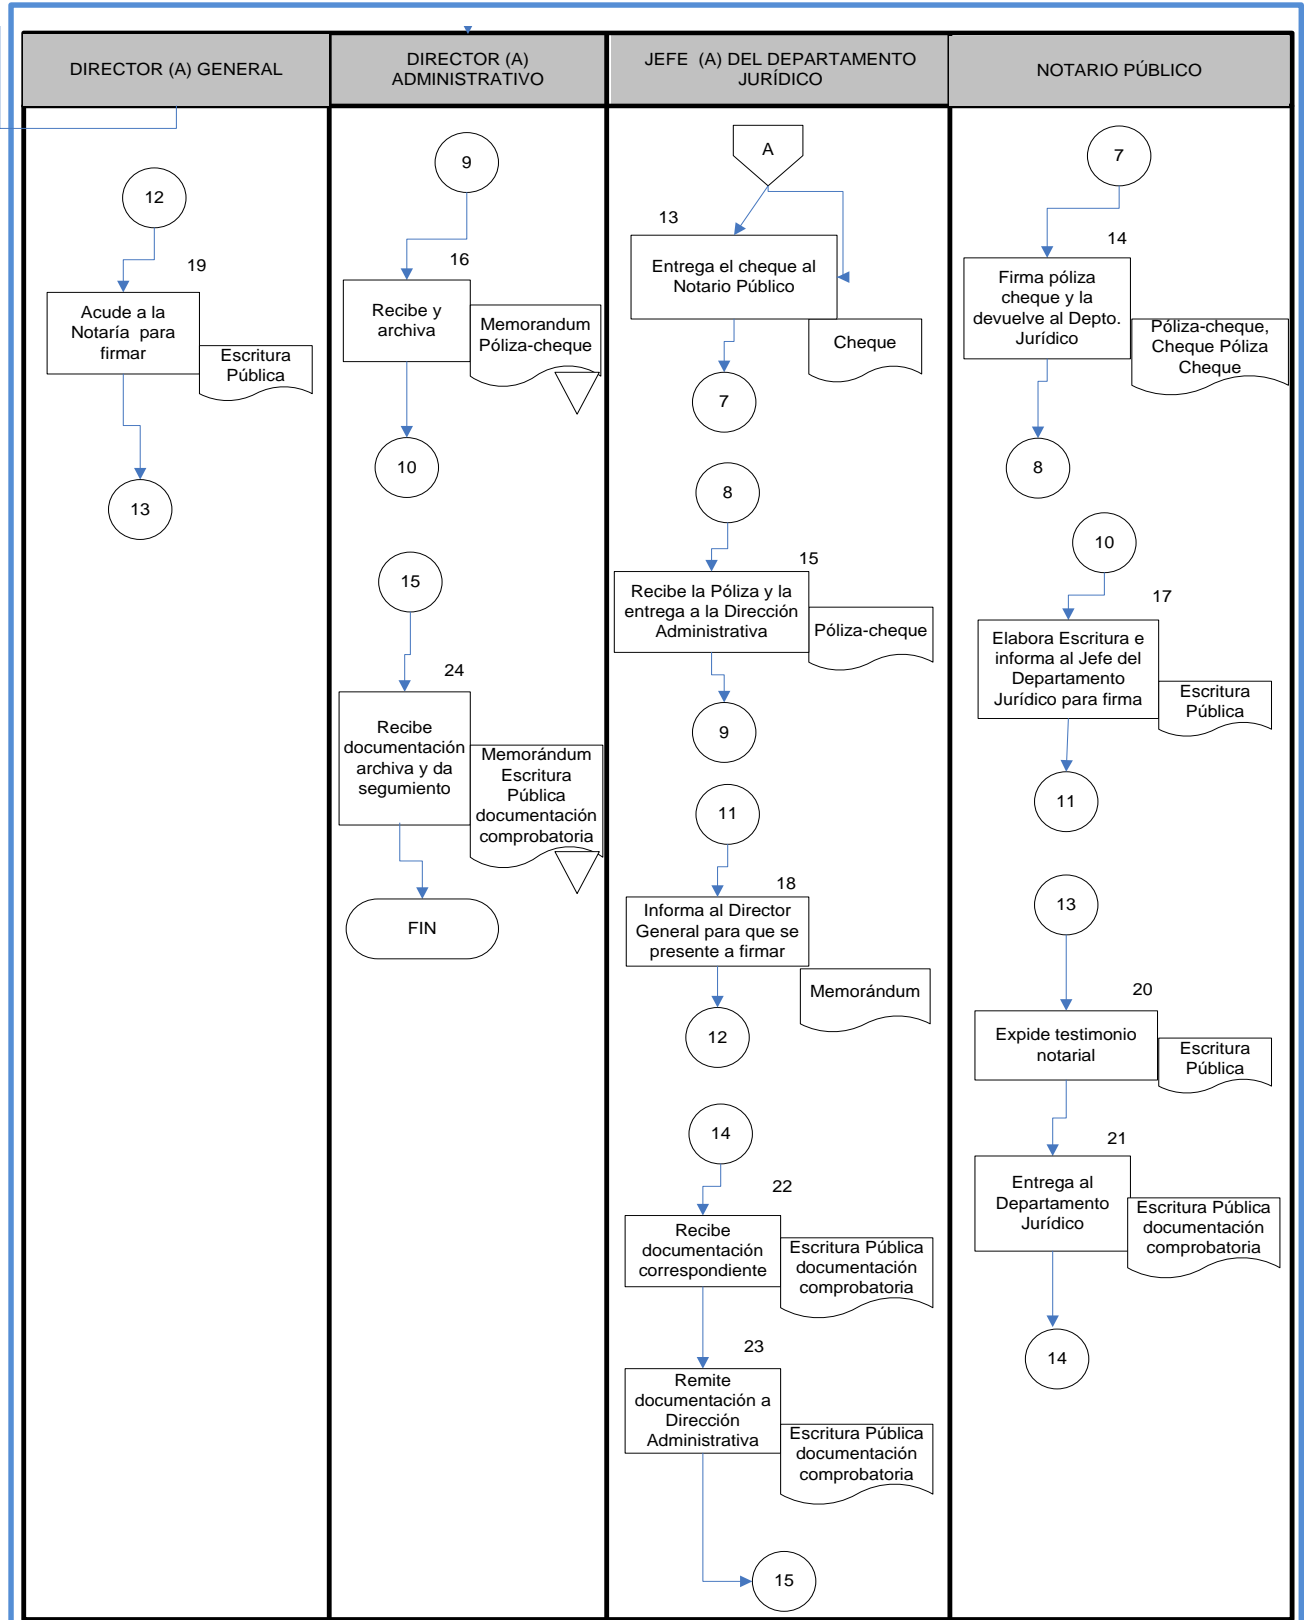 DIRECTOR (A) GENERAL
DIRECTOR (A)
ADMINISTRATIVO
JEFE (A) DEL DEPARTAMENTO
JURÍDICO
NOTARIO PÚBLICO
12
19
Acude a la
Notaría para
firmar
Escritura
Pública
13
9
16
Recibe y
archiva
Memorandum
Póliza-cheque
10
15
24
Recibe
documentación
archiva y da
segumiento
Memorándum
Escritura
Pública
documentación
comprobatoria
FIN
A
13
Entrega el cheque al
Notario Público
Cheque
7
8
15
Recibe la Póliza y la
entrega a la Dirección
Administrativa
Póliza-cheque
9
11
18
Informa al Director
General para que se
presente a firmar
Memorándum
12
14
22
Recibe
documentación
correspondiente
Escritura Pública
documentación
comprobatoria
23
Remite
documentación a
Dirección
Administrativa
Escritura Pública
documentación
comprobatoria
15
7
14
Firma póliza
cheque y la
devuelve al Depto.
Jurídico
Póliza-cheque,
Cheque Póliza
Cheque
8
10
17
Elabora Escritura e
informa al Jefe del
Departamento
Jurídico para firma
Escritura
Pública
11
13
20
Expide testimonio
notarial
Escritura
Pública
21
Entrega al
Departamento
Jurídico
Escritura Pública
documentación
comprobatoria
14